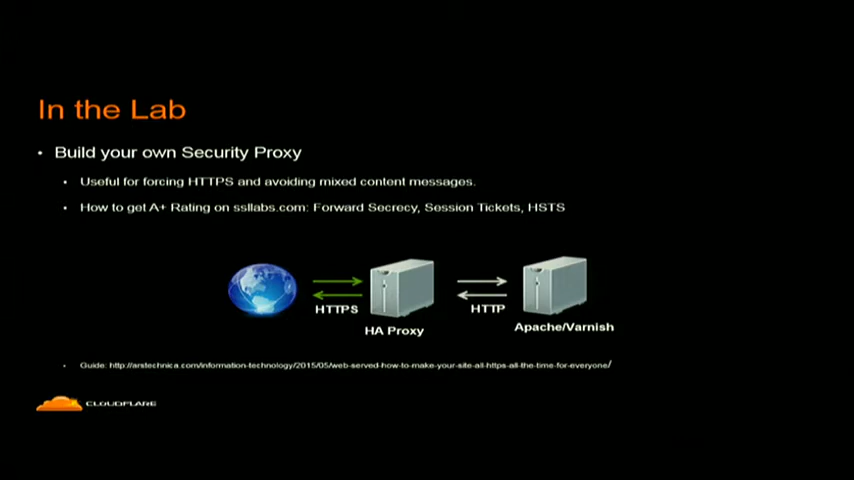 In the Lab
• Build your own Security Proxy
• Useful for forcing HTTPS and avoiding mixed content messages.
• How to get A+ Rating on ssllabs.com: Forward Secrecy, Session Tickets, HSTS
HTTPS
HA Proxy
HTTP
Apache/Varnish
• Guide: http://arstechnica.com/information-technology/2015/05/web-served-how-to-make-your-site-all-https-all-the-time-for-everyone/
CLOUDFLARE